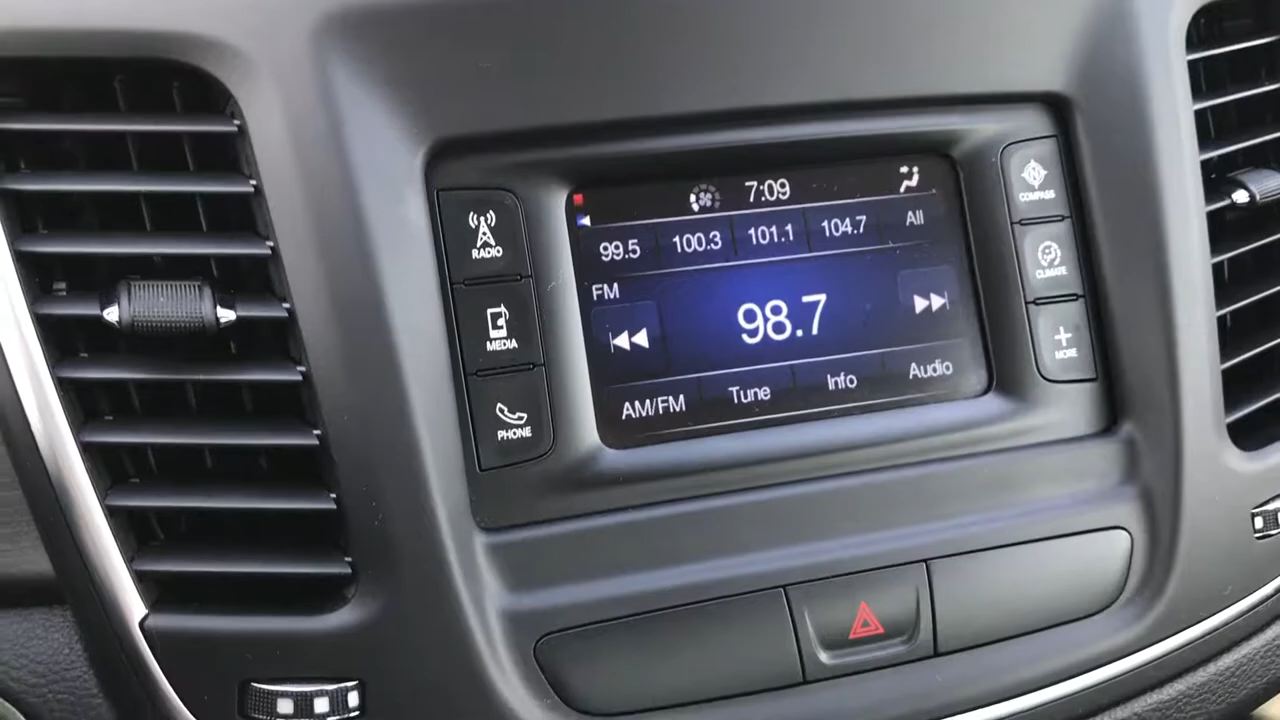 RADIO
MEDIA
PHONE
7:09
99.5 100.3 101.1 104.7 All
FM
98.7
AM/FM Tune Info Audio
N
COMPASS
CLIMATE
MORE